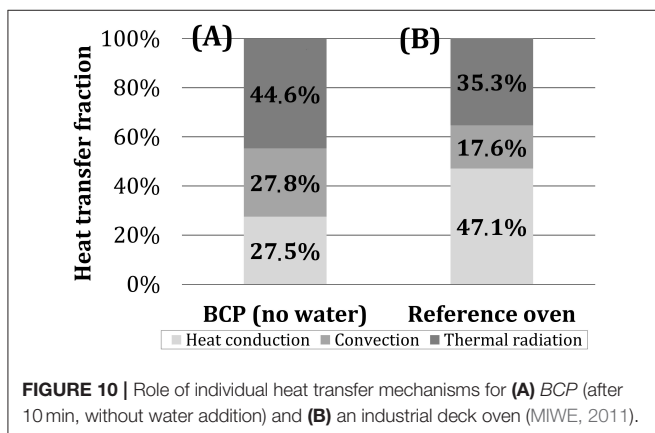 (A) (B)
100%
80%
60%
40%
20%
0%
Heat transfer fraction
44.6%
27.8%
27.5%
35.3%
17.6%
47.1%
BCP (no water) Reference oven
Heat conduction Convection Thermal radiation
FIGURE 10 | Role of individual heat transfer mechanisms for (A) BCP (after
10 min, without water addition) and (B) an industrial deck oven (MIWE, 2011).